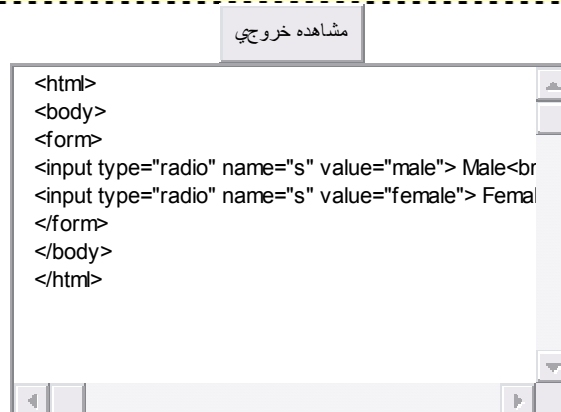 مشاهده خروجي
<html>
<body>
<form>
<input type="radio" name="s" value="male"> Male<br
<input type="radio" name="s" value="female"> Femal
</form>
</body>
</html>